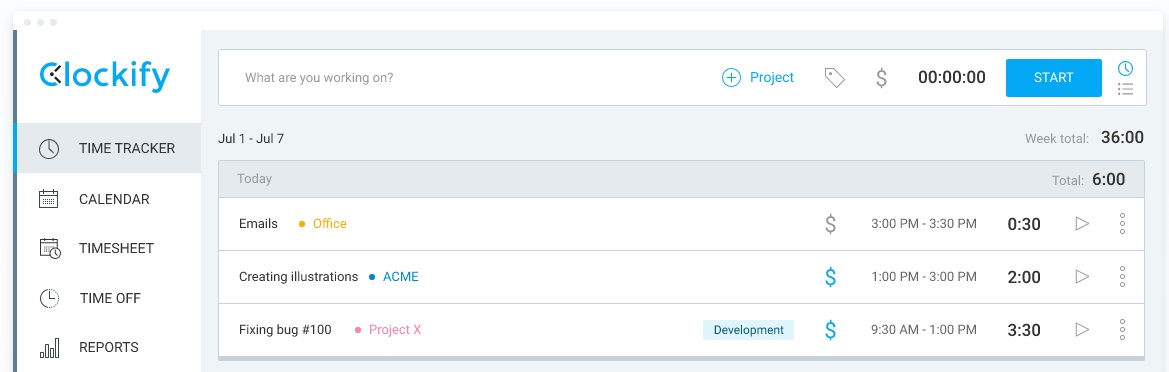 Clockify
What are you working on? Project $ 00:00:00 START
Jul 1 - Jul 7 Week total: 36:00
TIME TRACKER
CALENDAR
TIMESHEET
TIME OFF
REPORTS
Today Total: 6:00
Emails Office $ 3:00 PM - 3:30 PM 0:30
Creating illustrations ACME $ 1:00 PM - 3:00 PM 2:00
Fixing bug #100 Project X Development $ 9:30 AM - 1:00 PM 3:30